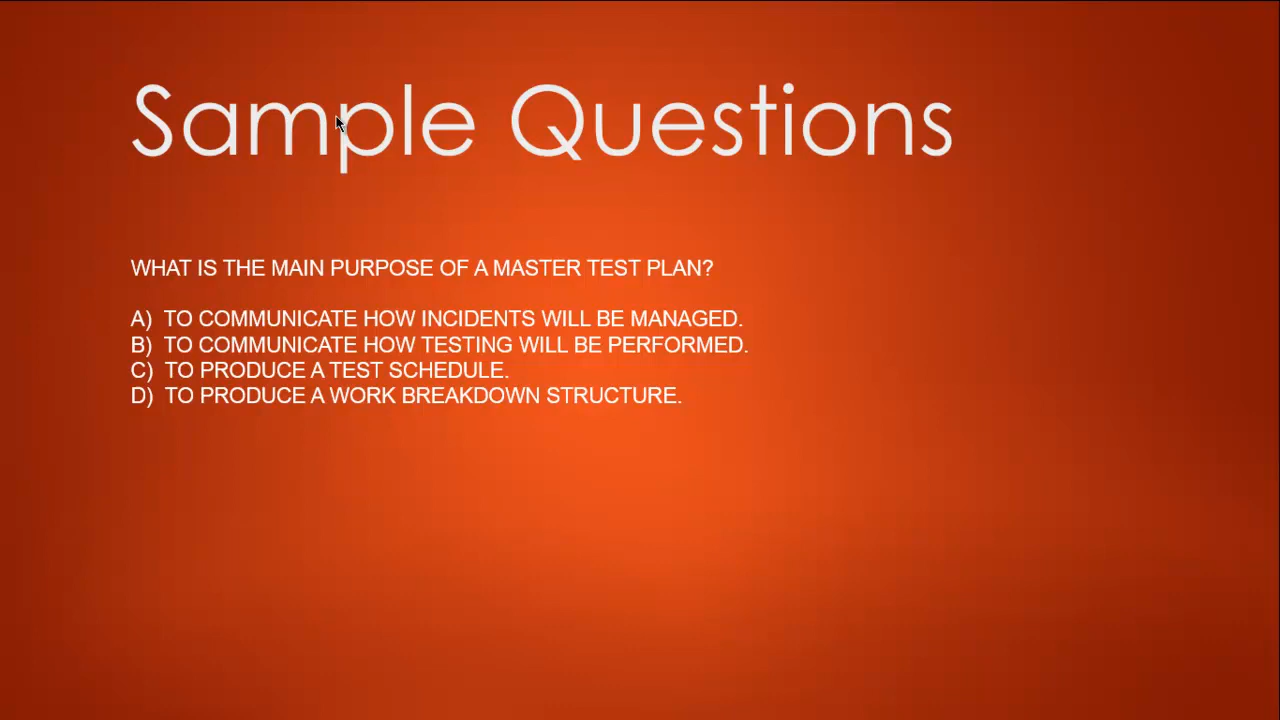 Sample Questions
WHAT IS THE MAIN PURPOSE OF A MASTER TEST PLAN?
A) TO COMMUNICATE HOW INCIDENTS WILL BE MANAGED.
B) TO COMMUNICATE HOW TESTING WILL BE PERFORMED.
C) TO PRODUCE A TEST SCHEDULE.
D) TO PRODUCE A WORK BREAKDOWN STRUCTURE.